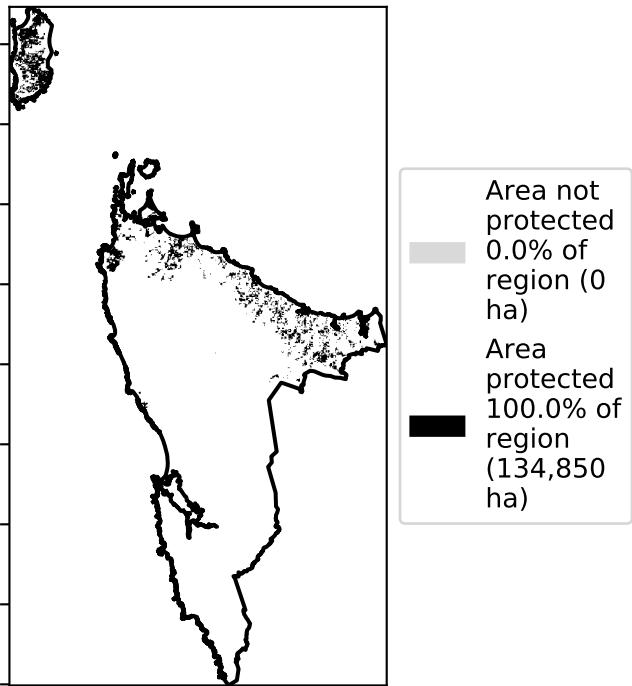 Area not
protected
0.0% of
region (0
ha)
Area
protected
100.0% of
region
(134,850
ha)